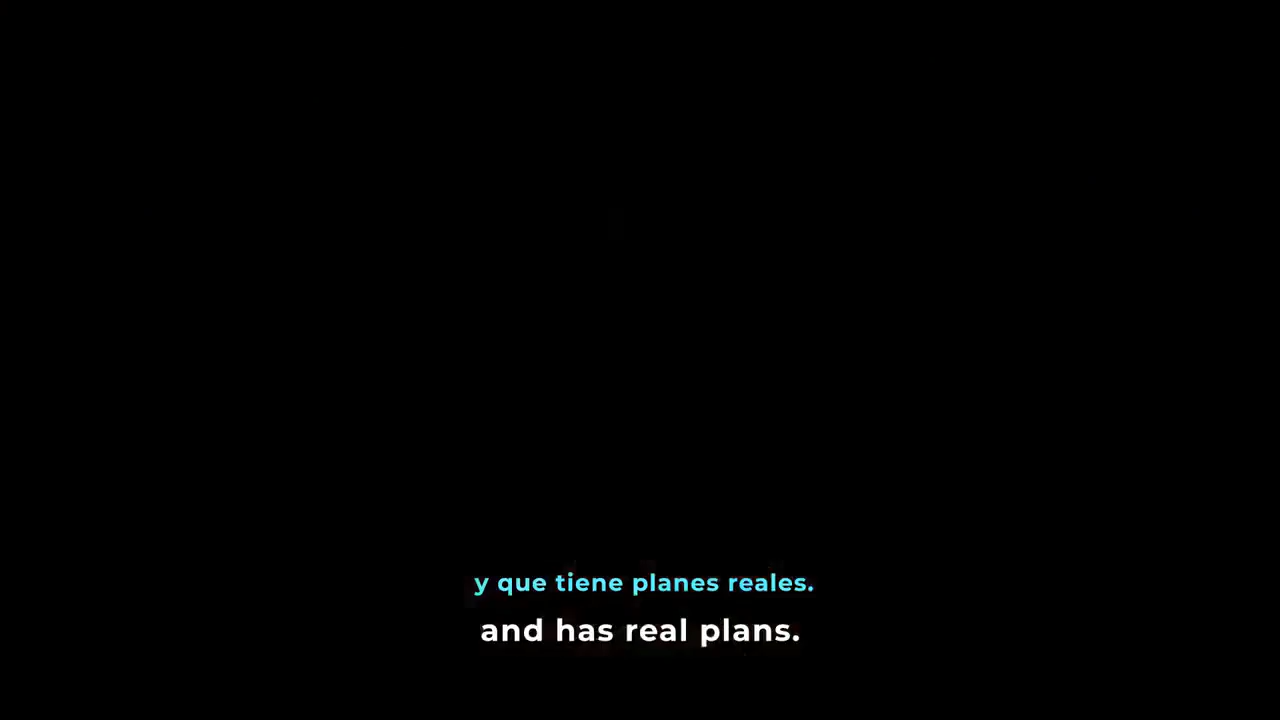 y que tiene planes reales.
and has real plans.